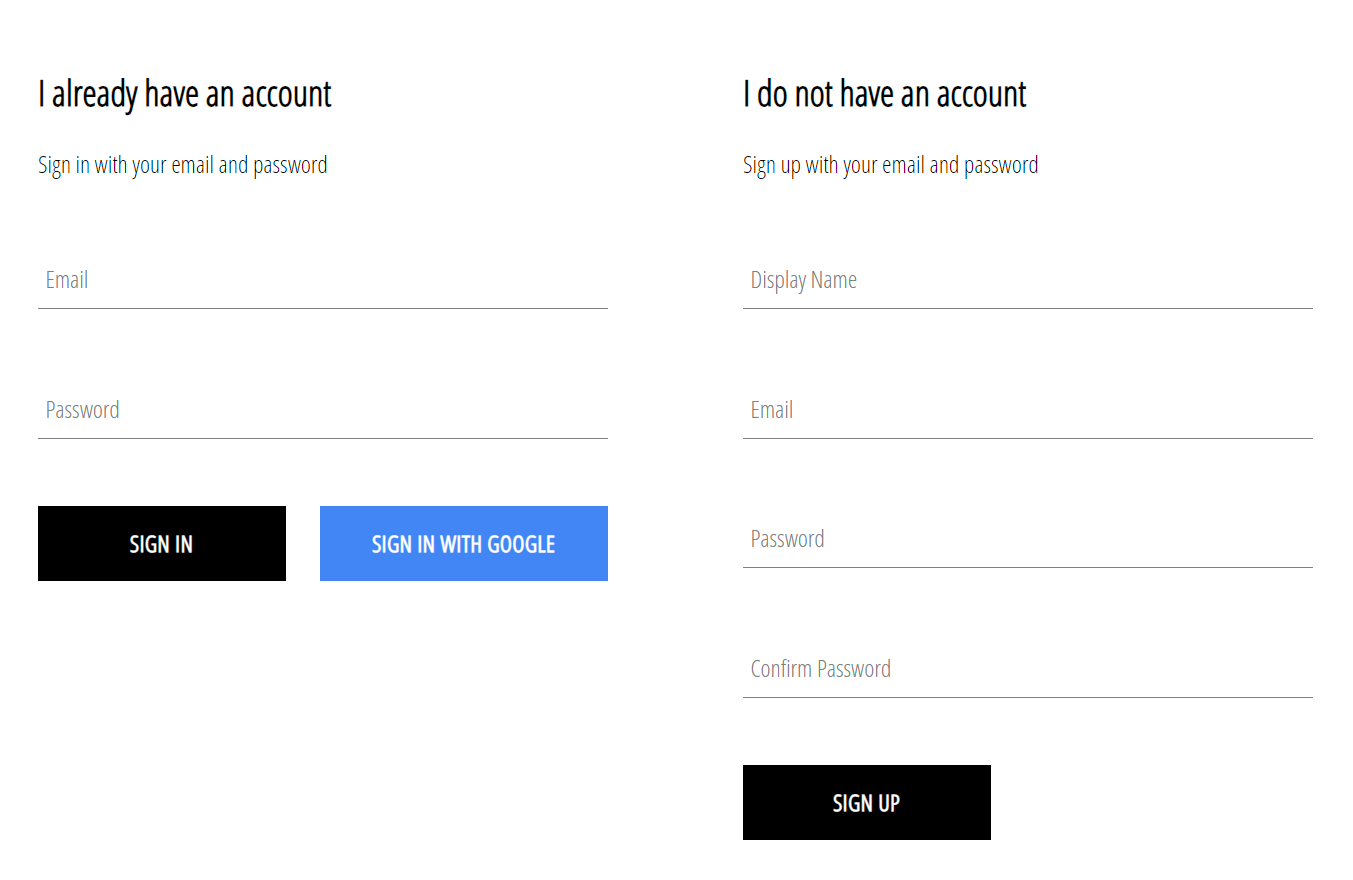 I already have an account
Sign in with your email and password
Email
Password
SIGN IN
SIGN IN WITH GOOGLE
I do not have an account
Sign up with your email and password
Display Name
Email
Password
Confirm Password
SIGN UP